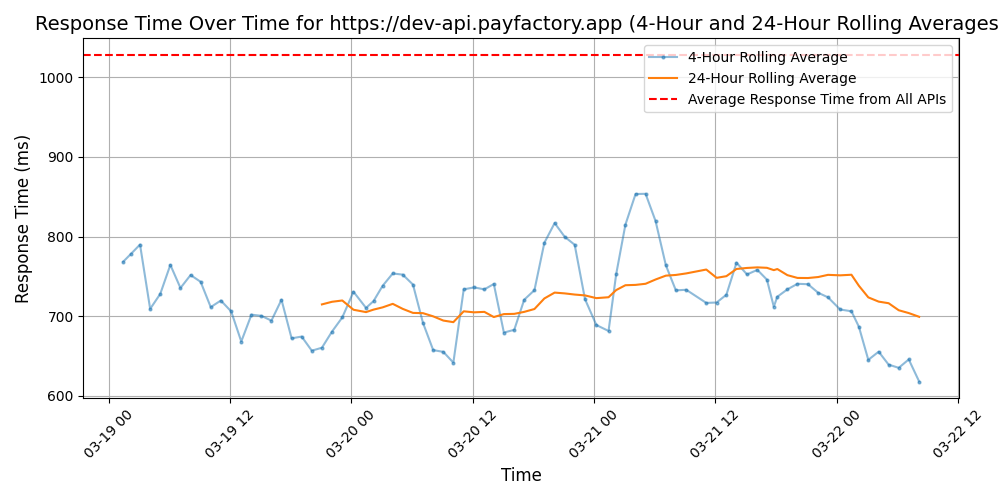 Response Time Over Time for https://dev-api.payfactory.app (4-Hour and 24-Hour Rolling Averages
4-Hour Rolling Average
24-Hour Rolling Average
Average Response Time from All APIs
Response Time (ms)
1000
900
800
700
600
03-19 00
03-19 12
03-20 00
03-20 12
03-21 00
03-21 12
03-22 00
03-22 12
Time